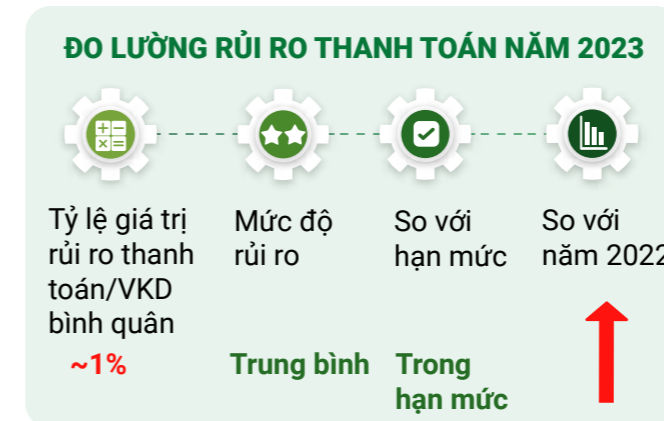 ĐO LƯỜNG RỦI RO THANH TOÁN NĂM 2023
Tỷ lệ giá trị
rủi ro thanh
toán/VKD
bình quân
~1%
Mức độ
rủi ro
Trung bình
So với
hạn mức
Trong
hạn mức
So với
năm 2022